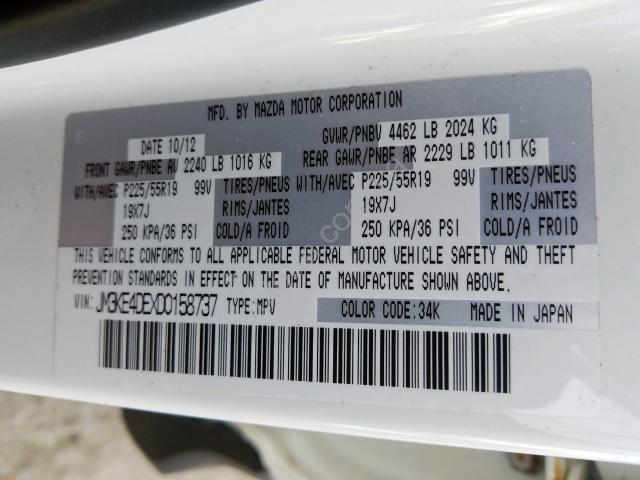 MFD. BY MAZDA MOTOR CORPORATION
DATE 10/12 GVWR/PNBV 4462 LB 2024 KG
FRONT GAWR/PNBE AV 2240 LB 1016 KG REAR GAWR/PNBE AR 2229 LB 1011 KG
WITH/AVEC P225/55R19 99V TIRES/PNEUS WITH/AVEC P225/55R19 99V TIRES/PNEUS
19X7J RIMS/JANTES 19X7J RIMS/JANTES
250 KPA/36 PSI COLD/A FROID 250 KPA/36 PSI COLD/A FROID
THIS VEHICLE CONFORMS TO ALL APPLICABLE FEDERAL MOTOR VEHICLE SAFETY AND THEFT
PREVENTION STANDARDS IN EFFECT ON THE DATE OF MANUFACTURE SHOWN ABOVE.
VIN: JM3KE4DEXD0158737 TYPE:MPV COLOR CODE:34K MADE IN JAPAN